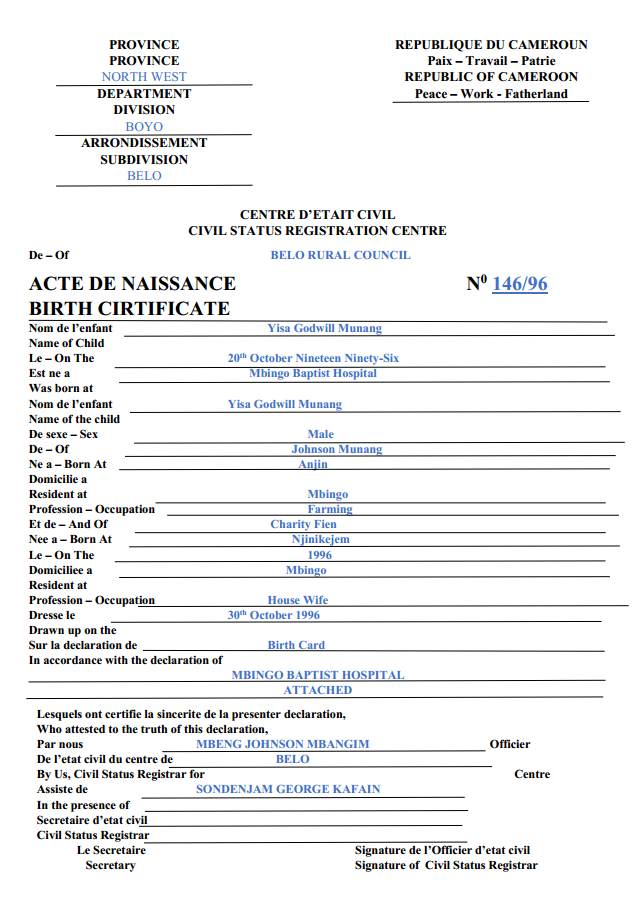 PROVINCE
PROVINCE
NORTH WEST
DEPARTMENT
DIVISION
BOYO
ARRONDISSEMENT
SUBDIVISION
BELO
REPUBLIQUE DU CAMEROUN
Paix – Travail – Patrie
REPUBLIC OF CAMEROON
Peace – Work - Fatherland
CENTRE D'ETAIT CIVIL
CIVIL STATUS REGISTRATION CENTRE
De – Of BELO RURAL COUNCIL
ACTE DE NAISSANCE N⁰ 146/96
BIRTH CIRTIFICATE
Nom de l'enfant Yisa Godwill Munang
Name of Child
Le – On The 20th October Nineteen Ninety-Six
Est ne a Mbingo Baptist Hospital
Was born at
Nom de l'enfant Yisa Godwill Munang
Name of the child
De sexe – Sex Male
De – Of Johnson Munang
Ne a – Born At Anjin
Domicilie a
Resident at Mbingo
Profession – Occupation Farming
Et de – And Of Charity Fien
Nee a – Born At Njinikejem
Le – On The 1996
Domiciliee a Mbingo
Resident at
Profession – Occupation House Wife
Dresse le 30th October 1996
Drawn up on the
Sur la declaration de Birth Card
In accordance with the declaration of
MBINGO BAPTIST HOSPITAL
ATTACHED
Lesquels ont certifie la sincerite de la presenter declaration,
Who attested to the truth of this declaration,
Par nous MBENG JOHNSON MBANGIM Officier
De l'etat civil du centre de BELO
By Us, Civil Status Registrar for Centre
Assiste de SONDENJAM GEORGE KAFAIN
In the presence of
Secretaire d'etat civil
Civil Status Registrar
Le Secretaire Signature de l'Officier d'etat civil
Secretary Signature of Civil Status Registrar